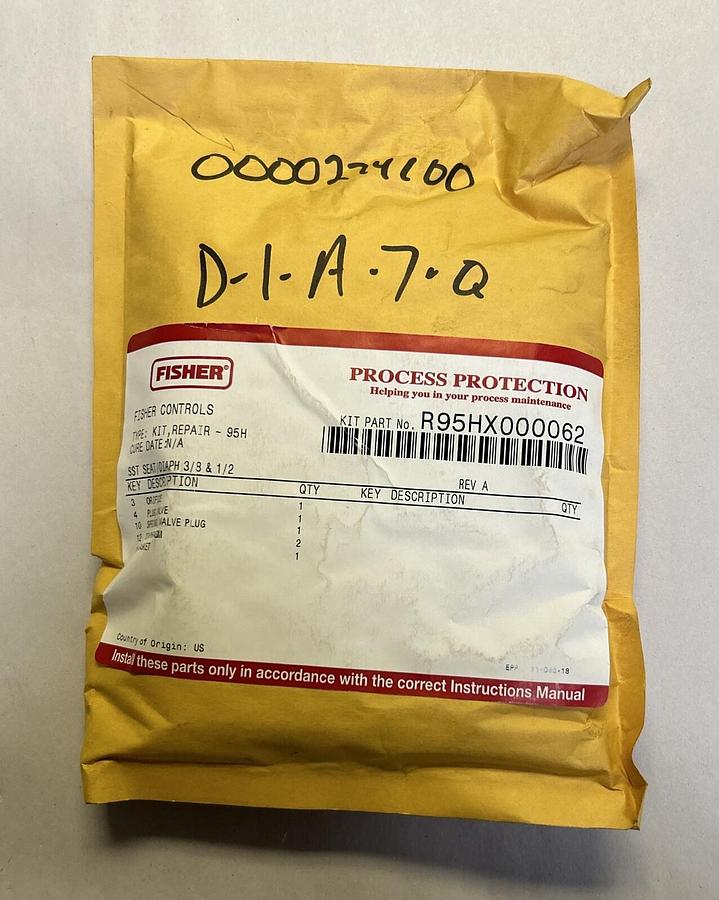 00002-4100
D-1-A-7-Q
FISHER
PROCESS PROTECTION
Helping you in your process maintenance
FISHER CONTROLS
KIT PART No. R95HX000062
TYPE: KIT, REPAIR - 95H
CURE DATE: N/A
SST SEAT/DIAPH 3/8 & 1/2
REV A
KEY DESCRIPTION QTY KEY DESCRIPTION QTY
3 1
4 1
10 VALVE PLUG 1
12 2
1
Country of Origin: US
Install these parts only in accordance with the correct Instructions Manual